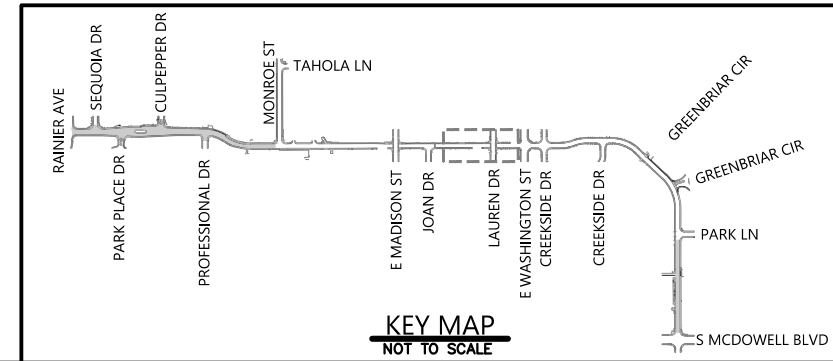 RAINIER AVE
SEQUOIA DR
CULPEPPER DR
MONROE ST
TAHOLA LN
GREENBRIAR CIR
GREENBRIAR CIR
PARK PLACE DR
PROFESSIONAL DR
E MADISON ST
JOAN DR
LAUREN DR
E WASHINGTON ST
CREEKSIDE DR
CREEKSIDE DR
PARK LN
S MCDOWELL BLVD
KEY MAP
NOT TO SCALE